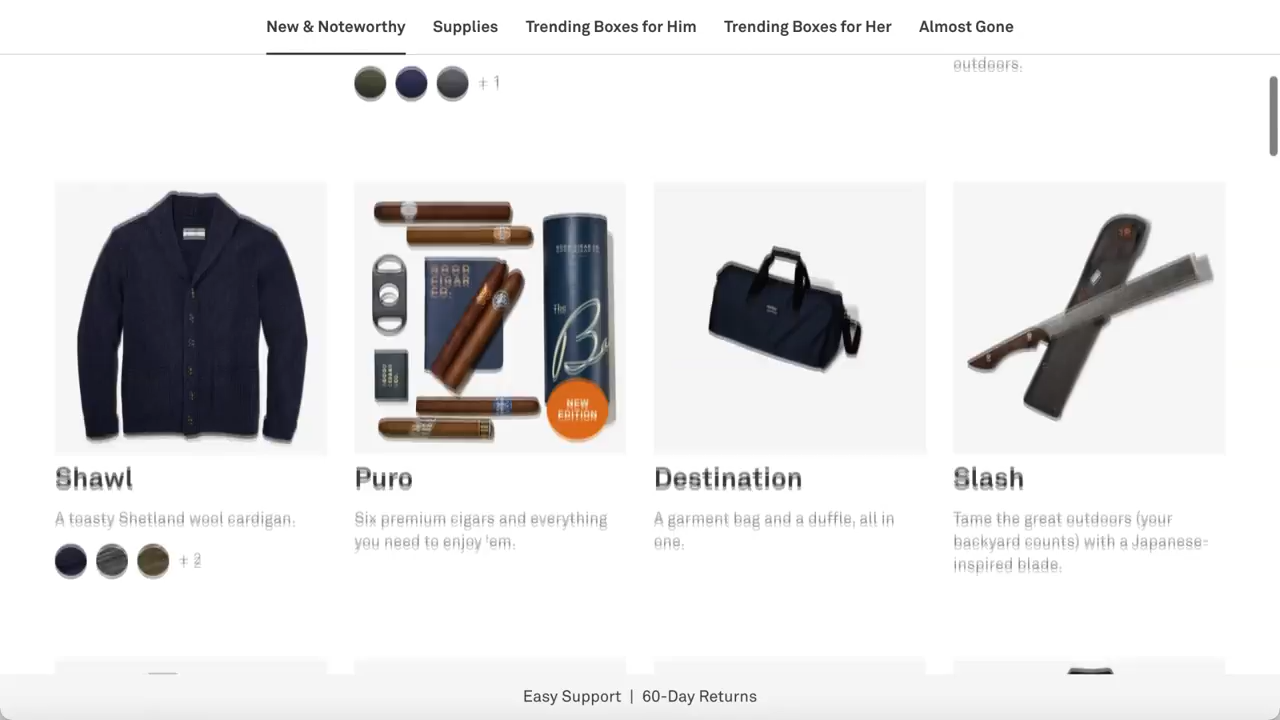 New & Noteworthy
Supplies
Trending Boxes for Him
Trending Boxes for Her
Almost Gone
+ 1
outdoors.
NEW
EDITION
Shawl
A toasty Shetland wool cardigan.
Puro
Six premium cigars and everything
you need to enjoy 'em.
Destination
A garment bag and a duffle, all in
one.
Slash
Tame the great outdoors (your
backyard counts) with a Japanese-
inspired blade.
Easy Support | 60-Day Returns